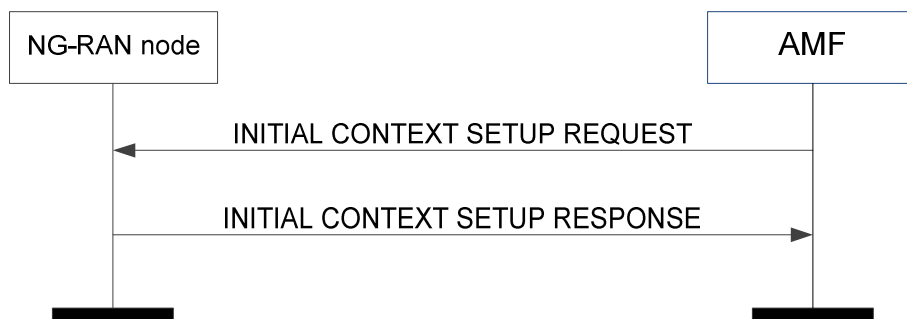 NG-RAN node
AMF
INITIAL CONTEXT SETUP REQUEST
INITIAL CONTEXT SETUP RESPONSE